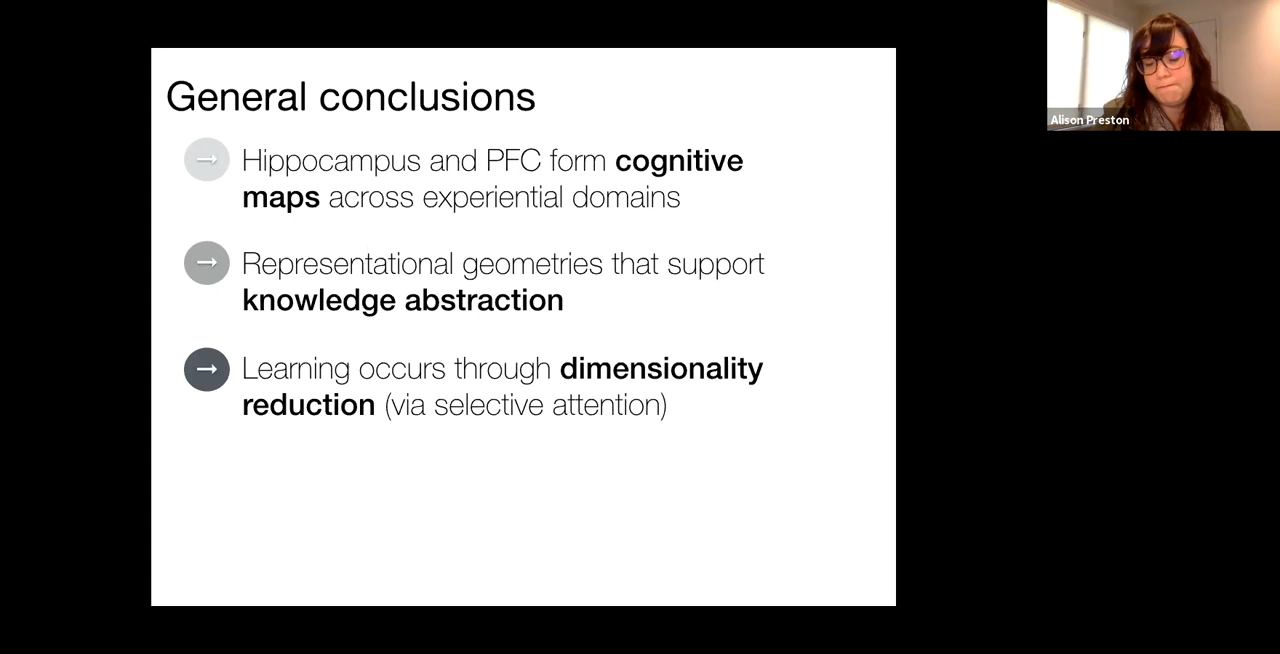 General conclusions
→ Hippocampus and PFC form cognitive
maps across experiential domains
→ Representational geometries that support
knowledge abstraction
→ Learning occurs through dimensionality
reduction (via selective attention)
Alison Preston